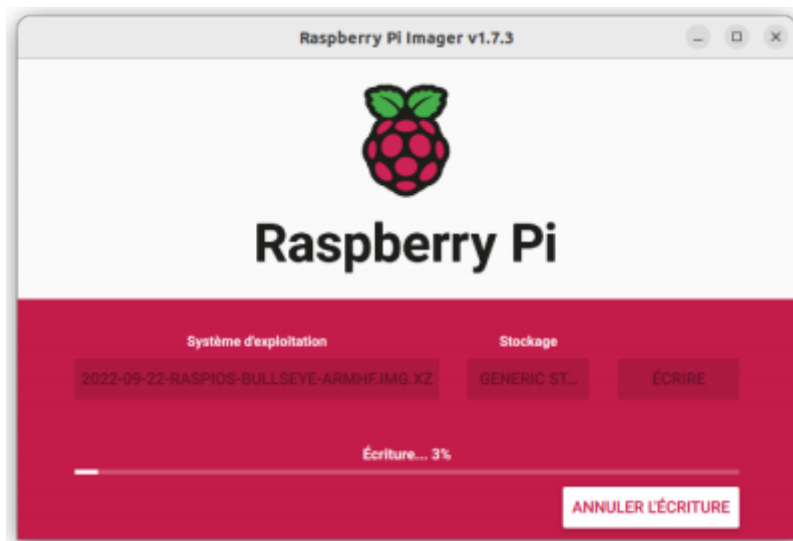 Raspberry Pi Imager v1.7.3
Raspberry Pi
Système d'exploitation Stockage
2022-09-22-RASPIOS-BULLSEYE-ARMHF.IMG.XZ GENERIC ST... ÉCRIRE
Écriture... 3%
ANNULER L'ÉCRITURE